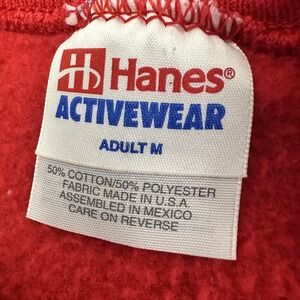 Hanes®
ACTIVEWEAR
ADULT M
50% COTTON/50% POLYESTER
FABRIC MADE IN U.S.A.
ASSEMBLED IN MEXICO
CARE ON REVERSE